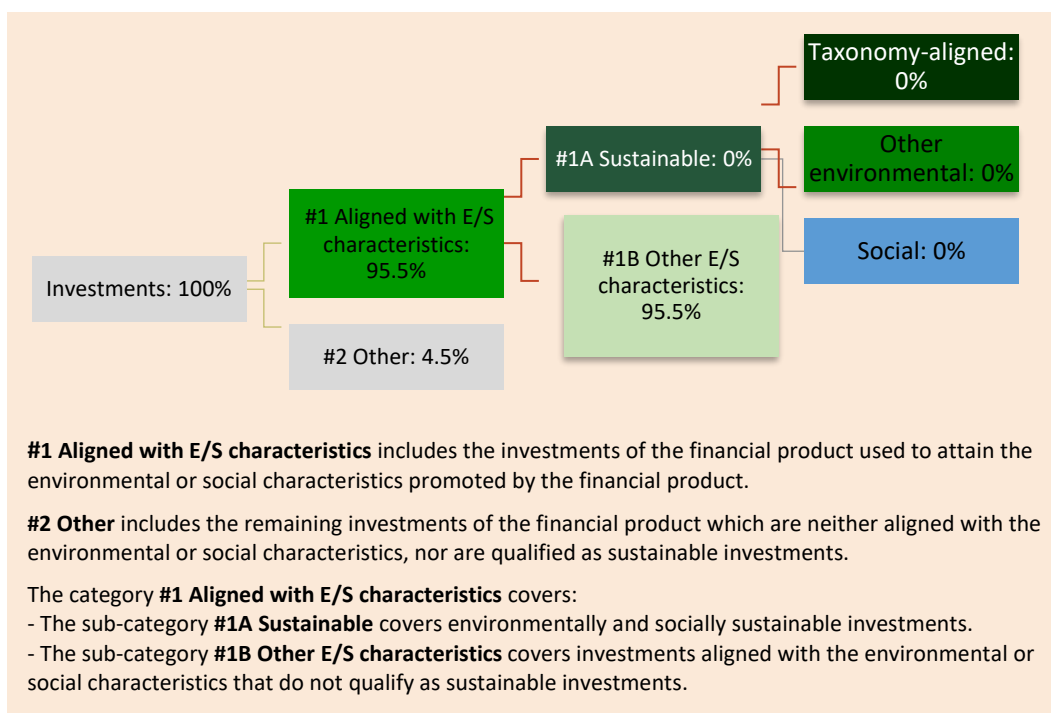 Investments: 100%
#1 Aligned with E/S
characteristics:
95.5%
#2 Other: 4.5%
#1A Sustainable: 0%
#1B Other E/S
characteristics:
95.5%
Taxonomy-aligned:
0%
Other
environmental: 0%
Social: 0%
#1 Aligned with E/S characteristics includes the investments of the financial product used to attain the
environmental or social characteristics promoted by the financial product.
#2 Other includes the remaining investments of the financial product which are neither aligned with the
environmental or social characteristics, nor are qualified as sustainable investments.
The category #1 Aligned with E/S characteristics covers:
- The sub-category #1A Sustainable covers environmentally and socially sustainable investments.
- The sub-category #1B Other E/S characteristics covers investments aligned with the environmental or
social characteristics that do not qualify as sustainable investments.